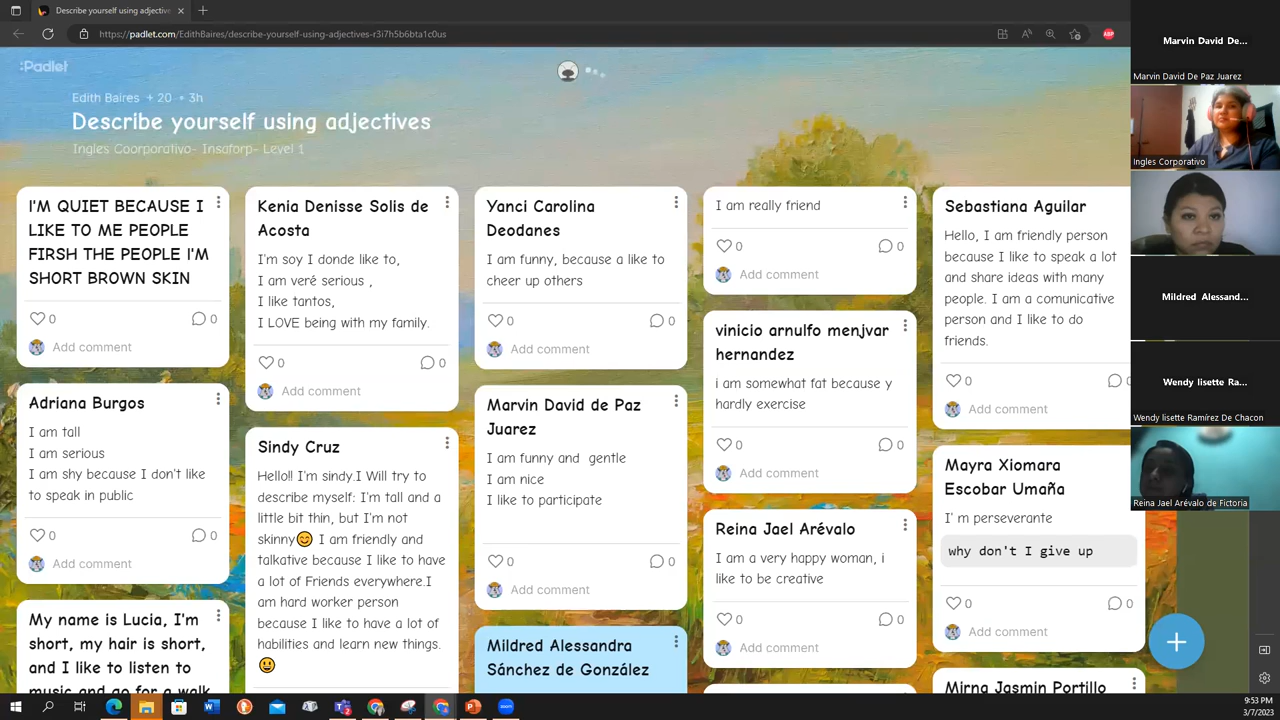 Describe yourself using adjectiv
https://padlet.com/EdithBaires/describe-yourself-using-adjectives-r3i7h5b6bta1c0us
:Padlet
Edith Baires + 20 • 3h
Describe yourself using adjectives
Ingles Coorporativo- Insaforp- Level 1
I'M QUIET BECAUSE I
LIKE TO ME PEOPLE
FIRSH THE PEOPLE I'M
SHORT BROWN SKIN
0
0
Add comment
Adriana Burgos
I am tall
I am serious
I am shy because I don't like
to speak in public
0
0
Add comment
My name is Lucia, I'm
short, my hair is short,
and I like to listen to
music and go for a walk
Kenia Denisse Solis de
Acosta
I'm soy I donde like to,
I am veré serious ,
I like tantos,
I LOVE being with my family.
0
0
Add comment
Sindy Cruz
Hello!! I'm sindy.I Will try to
describe myself: I'm tall and a
little bit thin, but I'm not
skinny😊 I am friendly and
talkative because I like to have
a lot of Friends everywhere.I
am hard worker person
because I like to have a lot of
habilities and learn new things.
Yanci Carolina
Deodanes
I am funny, because a like to
cheer up others
0
0
Add comment
Marvin David de Paz
Juarez
I am funny and gentle
I am nice
I like to participate
0
0
Add comment
Mildred Alessandra
Sánchez de González
I am really friend
0
0
Add comment
vinicio arnulfo menjvar
hernandez
i am somewhat fat because y
hardly exercise
0
0
Add comment
Reina Jael Arévalo
I am a very happy woman, i
like to be creative
0
0
Add comment
Sebastiana Aguilar
Hello, I am friendly person
because I like to speak a lot
and share ideas with many
people. I am a comunicative
person and I like to do
friends.
0
0
Add comment
Mayra Xiomara
Escobar Umaña
I' m perseverante
why don't I give up
0
0
Add comment
Mirna Jasmin Portillo
Marvin David De...
Marvin David De Paz Juarez
Ingles Corporativo
Mildred Alessand...
Wendy lisette Ra...
Wendy lisette Ramírez De Chacon
Reina Jael Arévalo de Fictoria
9:53 PM
3/7/2023